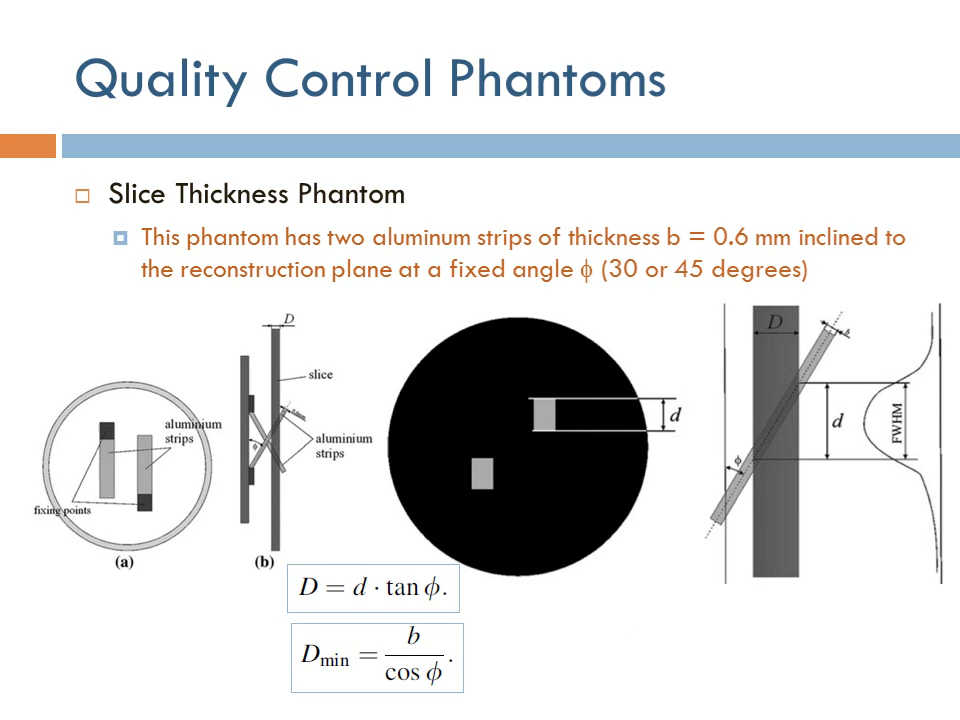 Quality Control Phantoms
Slice Thickness Phantom
This phantom has two aluminum strips of thickness b = 0.6 mm inclined to
the reconstruction plane at a fixed angle ϕ (30 or 45 degrees)
aluminium
strips
fixing points
(a)
D
slice
ϕ
aluminium
strips
(b)
d
D
ϕ
d
FWHM
D = d · tan ϕ.
D_min = b / cos ϕ.